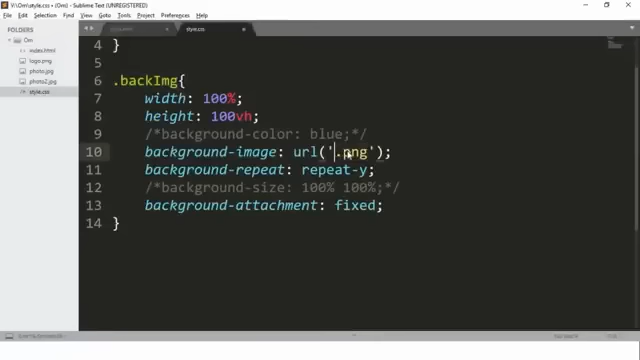 V:\Om\style.css • (Om) - Sublime Text (UNREGISTERED)
File Edit Selection Find View Goto Tools Project Preferences Help
FOLDERS
Om
index.html
logo.png
photo.jpg
photo2.jpg
style.css
style.css
4 }
5
6 .backImg{
7 width: 100%;
8 height: 100vh;
9 /*background-color: blue;*/
10 background-image: url('.png');
11 background-repeat: repeat-y;
12 /*background-size: 100% 100%;*/
13 background-attachment: fixed;
14 }